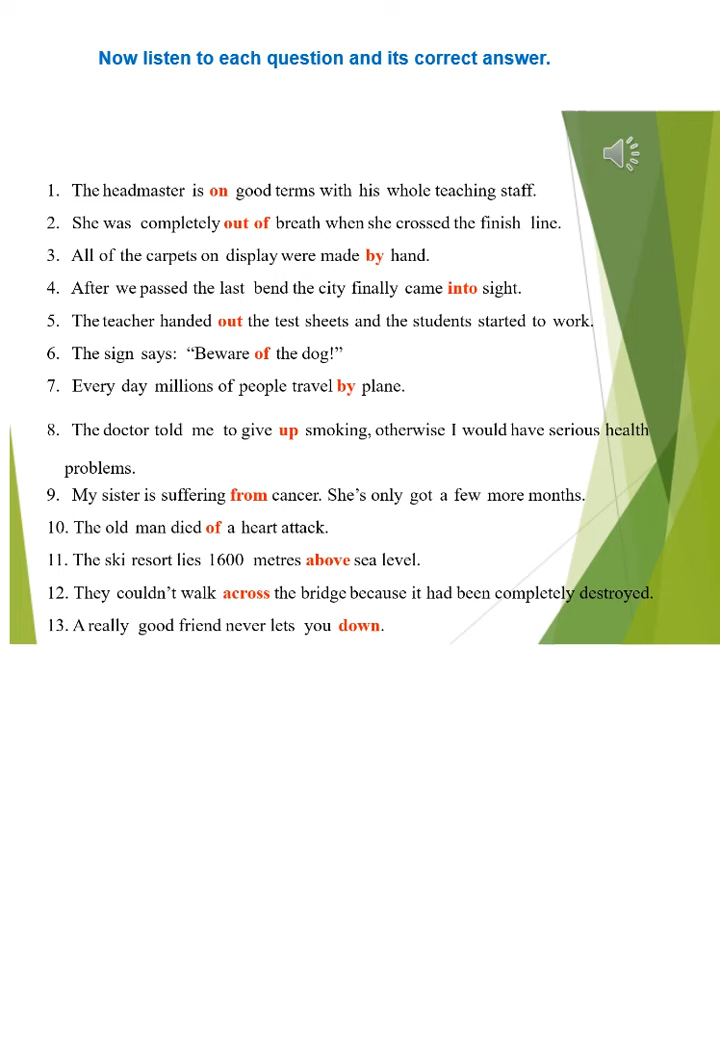 Now listen to each question and its correct answer.
1. The headmaster is on good terms with his whole teaching staff.
2. She was completely out of breath when she crossed the finish line.
3. All of the carpets on display were made by hand.
4. After we passed the last bend the city finally came into sight.
5. The teacher handed out the test sheets and the students started to work.
6. The sign says: “Beware of the dog!”
7. Every day millions of people travel by plane.
8. The doctor told me to give up smoking, otherwise I would have serious health
problems.
9. My sister is suffering from cancer. She’s only got a few more months.
10. The old man died of a heart attack.
11. The ski resort lies 1600 metres above sea level.
12. They couldn’t walk across the bridge because it had been completely destroyed.
13. A really good friend never lets you down.